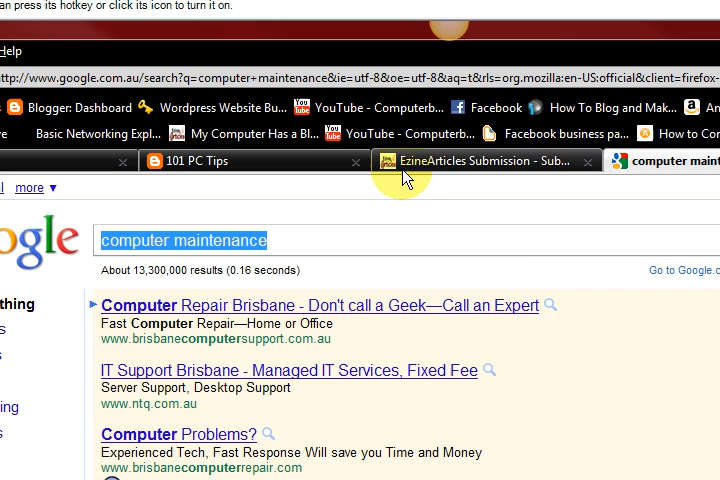 an press its hotkey or click its icon to turn it on.
Help
http://www.google.com.au/search?q=computer+maintenance&ie=utf-8&oe=utf-8&aq=t&rls=org.mozilla:en-US:official&client=firefox-
Blogger: Dashboard Wordpress Website Bu... YouTube - Computerb... Facebook How To Blog and Mak... An
ve Basic Networking Expl... My Computer Has a Bl... YouTube - Computerb... Facebook business pa... How to Con
101 PC Tips EzineArticles Submission - Sub... computer maint
l more ▼
ogle computer maintenance
About 13,300,000 results (0.16 seconds) Go to Google.c
thing
Computer Repair Brisbane - Don't call a Geek—Call an Expert
s Fast Computer Repair—Home or Office
www.brisbanecomputersupport.com.au
s
IT Support Brisbane - Managed IT Services, Fixed Fee
Server Support, Desktop Support
ing www.ntq.com.au
s Computer Problems?
Experienced Tech, Fast Response Will save you Time and Money
www.brisbanecomputerrepair.com